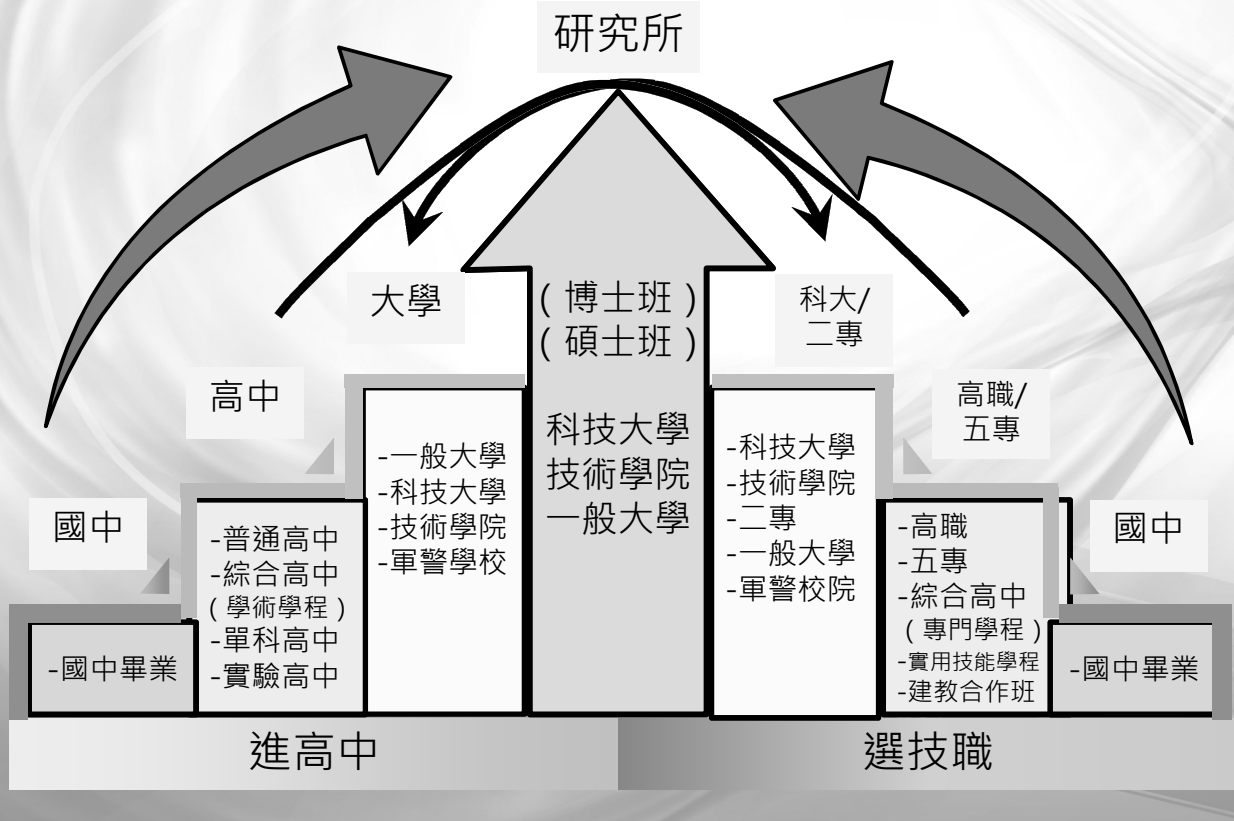 研究所
大學
(博士班)
(碩士班)
科技大學
技術學院
一般大學
科大/
二專
高中
高職/
五專
國中
國中
-一般大學
-科技大學
-技術學院
-軍警學校
-科技大學
-技術學院
-二專
-一般大學
-軍警校院
-普通高中
-綜合高中
(學術學程)
-單科高中
-實驗高中
-高職
-五專
-綜合高中
(專門學程)
-實用技能學程
-建教合作班
-國中畢業
-國中畢業
進高中
選技職